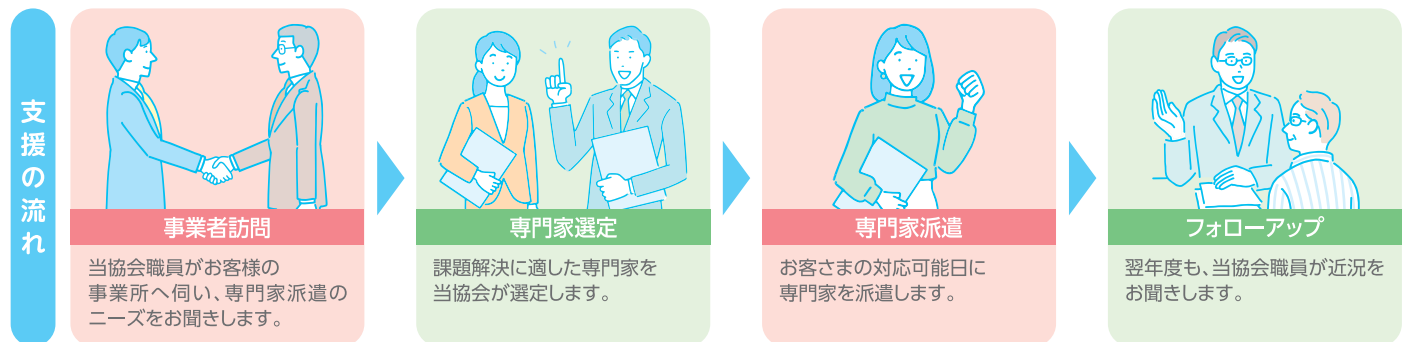 支援の流れ
事業者訪問
当協会職員がお客様の
事業所へ伺い、専門家派遣の
ニーズをお聞きします。
専門家選定
課題解決に適した専門家を
当協会が選定します。
専門家派遣
お客さまの対応可能日に
専門家を派遣します。
フォローアップ
翌年度も、当協会職員が近況を
お聞きします。